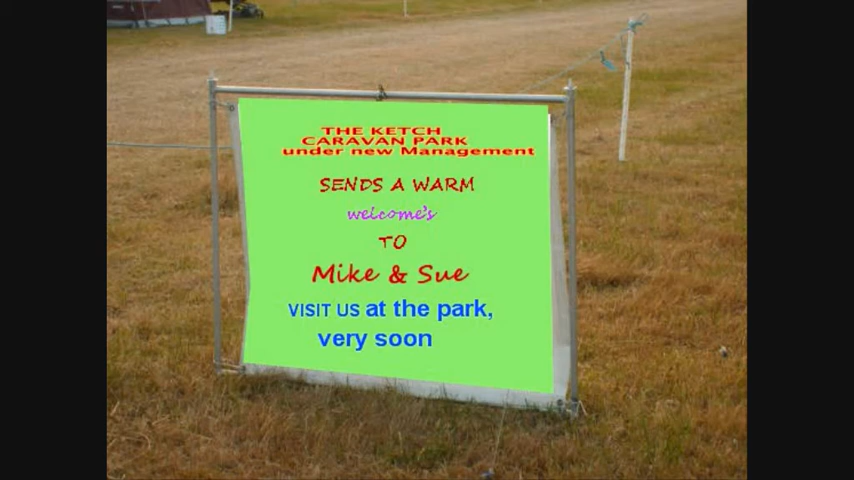 THE KETCH
CARAVAN PARK
under new Management
SENDS A WARM
welcome's
TO
Mike & Sue
VISIT US at the park,
very soon